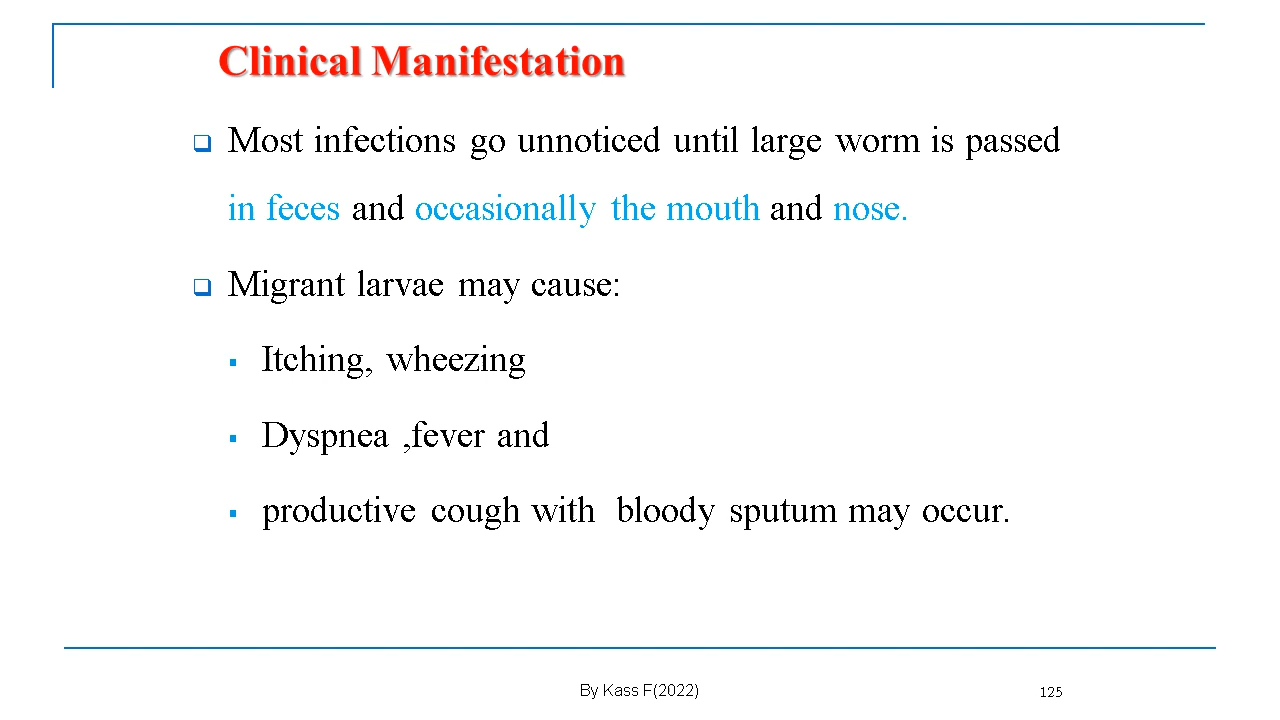 Clinical Manifestation
Most infections go unnoticed until large worm is passed
in feces and occasionally the mouth and nose.
Migrant larvae may cause:
Itching, wheezing
Dyspnea ,fever and
productive cough with bloody sputum may occur.
By Kass F(2022)
125